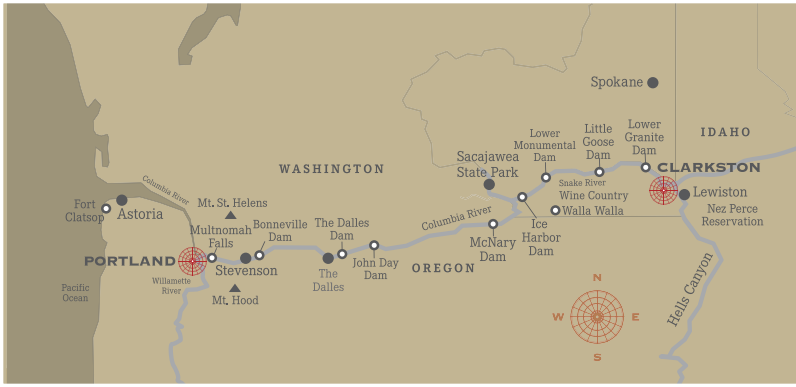 Spokane
IDAHO
Lower
Granite
Dam
Little
Goose
Dam
Lower
Monumental
Dam
Sacajawea
State Park
WASHINGTON
CLARKSTON
Snake River
Wine Country
Walla Walla
Lewiston
Nez Perce
Reservation
Columbia River
Fort
Clatsop
Astoria
Mt. St. Helens
Multnomah
Falls
Bonneville
Dam
The Dalles
Dam
Columbia River
Ice
Harbor
Dam
McNary
Dam
John Day
Dam
OREGON
PORTLAND
Stevenson
The
Dalles
Willamette
River
Mt. Hood
Pacific
Ocean
Hells Canyon
N
W
E
S